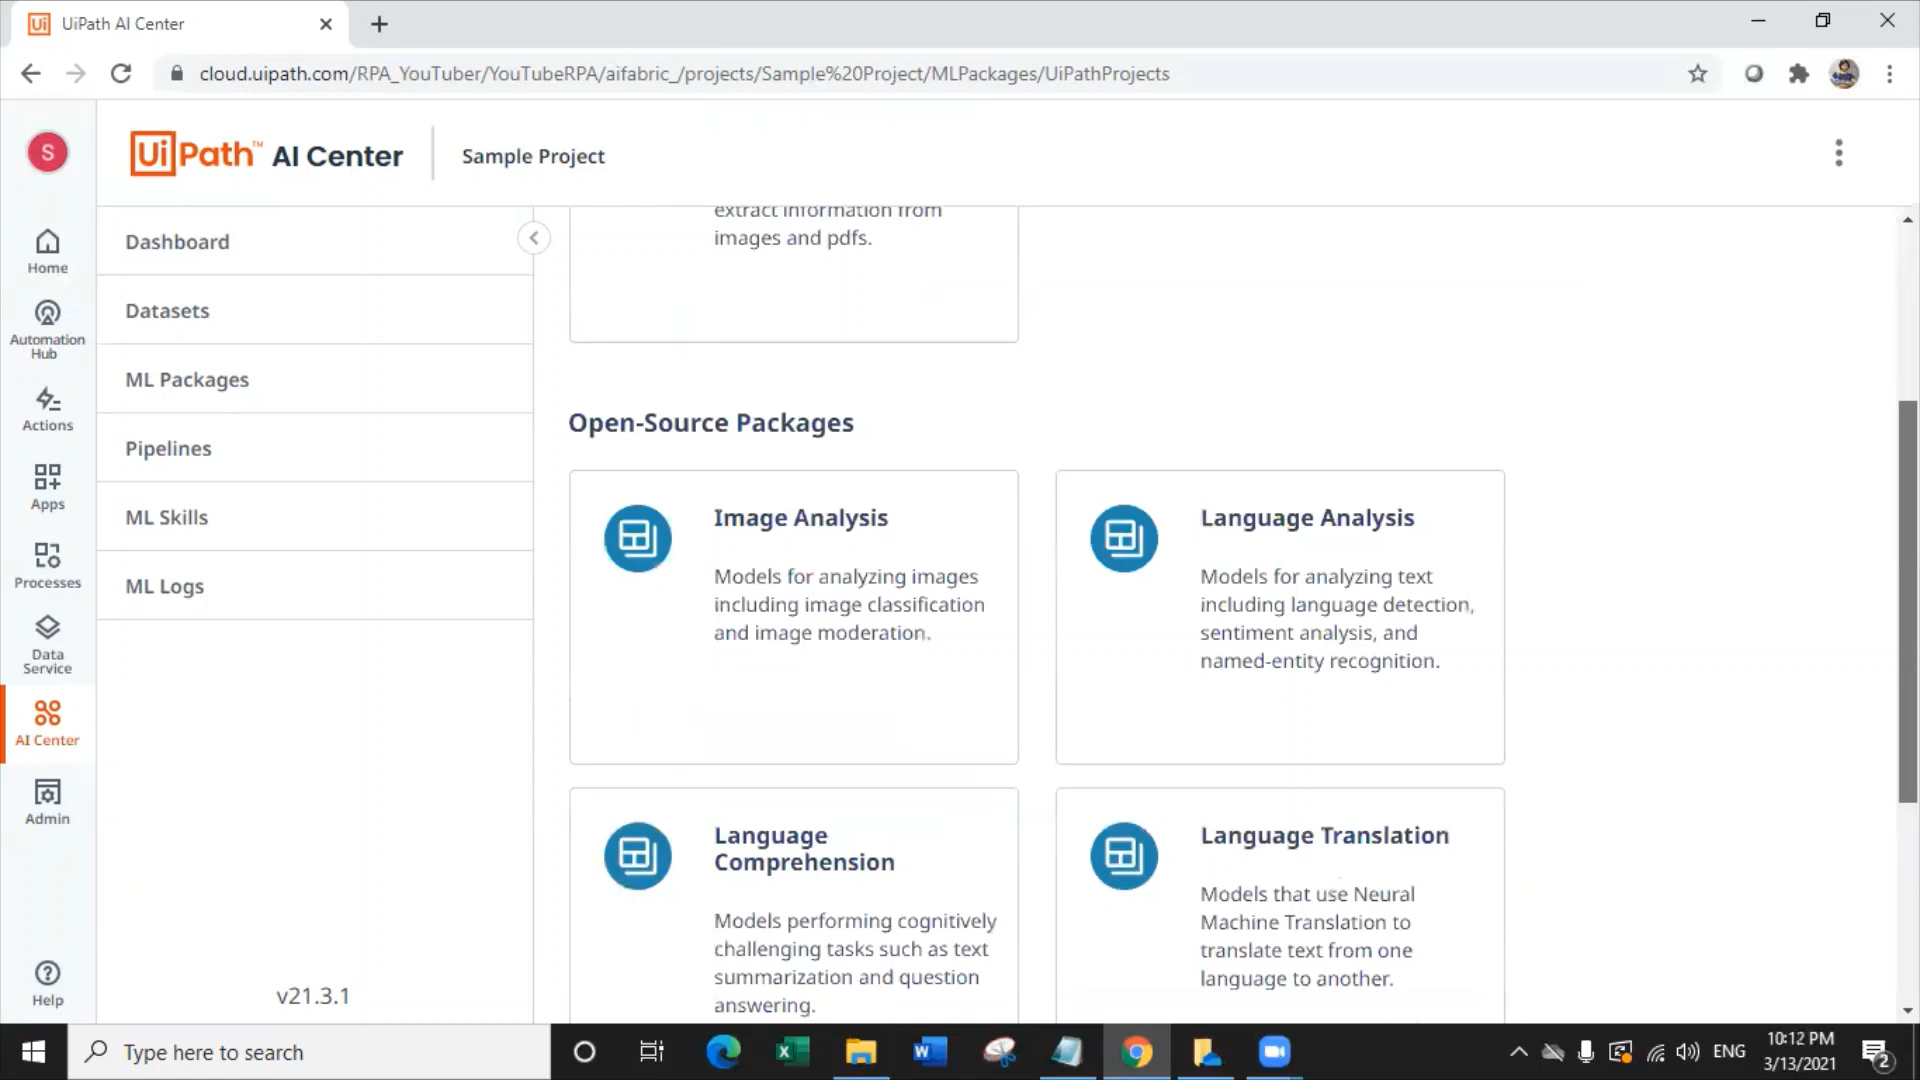 UiPath AI Center
cloud.uipath.com/RPA_YouTuber/YouTubeRPA/aifabric_/projects/Sample%20Project/MLPackages/UiPathProjects
S
UiPath™ AI Center
Sample Project
Home
Automation
Hub
Actions
Apps
Processes
Data
Service
AI Center
Admin
Help
Dashboard
Datasets
ML Packages
Pipelines
ML Skills
ML Logs
v21.3.1
extract information from
images and pdfs.
Open-Source Packages
Image Analysis
Models for analyzing images
including image classification
and image moderation.
Language Analysis
Models for analyzing text
including language detection,
sentiment analysis, and
named-entity recognition.
Language
Comprehension
Models performing cognitively
challenging tasks such as text
summarization and question
answering.
Language Translation
Models that use Neural
Machine Translation to
translate text from one
language to another.
Type here to search
ENG
10:12 PM
3/13/2021
2